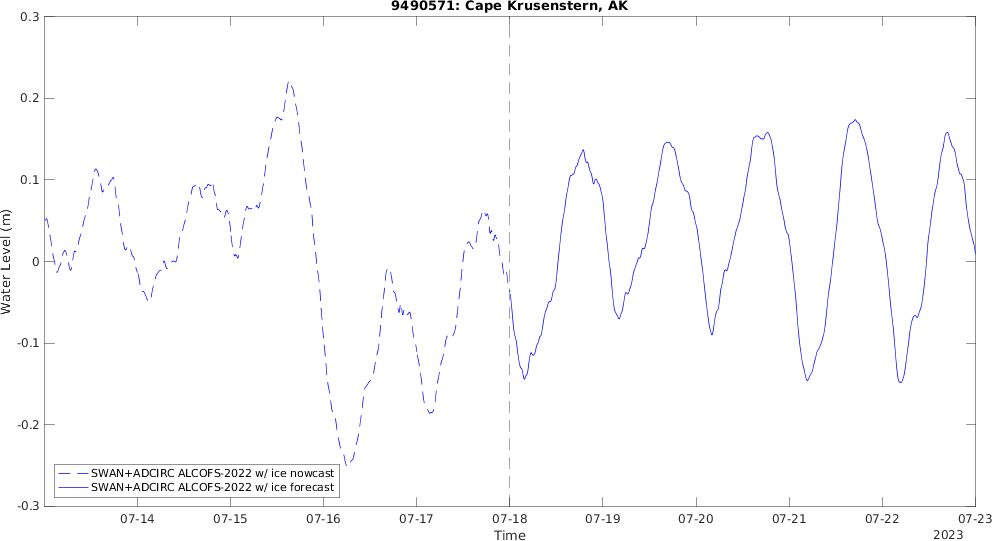 9490571: Cape Krusenstern, AK
0.3
0.2
0.1
0
-0.1
-0.2
-0.3
Water Level (m)
SWAN+ADCIRC ALCOFS-2022 w/ ice nowcast
SWAN+ADCIRC ALCOFS-2022 w/ ice forecast
07-14 07-15 07-16 07-17 07-18 07-19 07-20 07-21 07-22 07-23
Time
2023